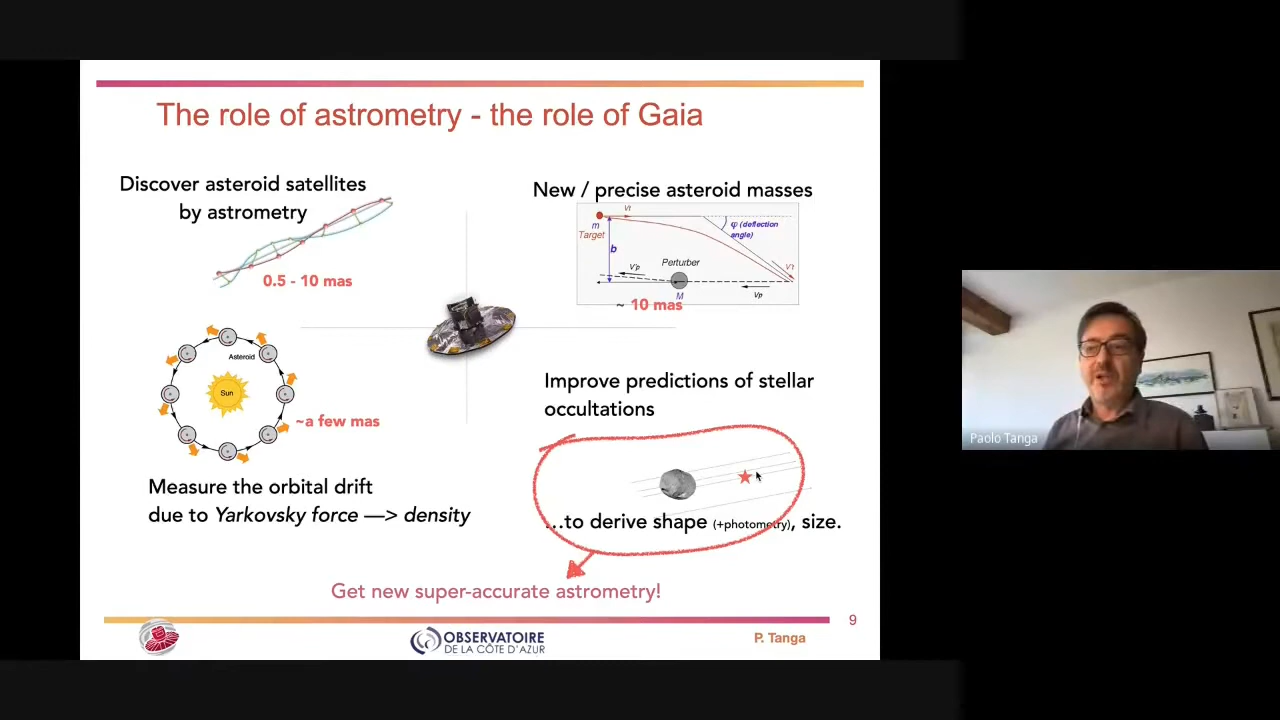 The role of astrometry - the role of Gaia
Discover asteroid satellites
by astrometry
0.5 - 10 mas
New / precise asteroid masses
Vt
m
Target
φ (deflection
angle)
b
Perturber
V'p
V't
M
Vp
~ 10 mas
Asteroid
Sun
~a few mas
Measure the orbital drift
due to Yarkovsky force —> density
Improve predictions of stellar
occultations
...to derive shape (+photometry), size.
Get new super-accurate astrometry!
9
OBSERVATOIRE
DE LA CÔTE D'AZUR
P. Tanga
Paolo Tanga